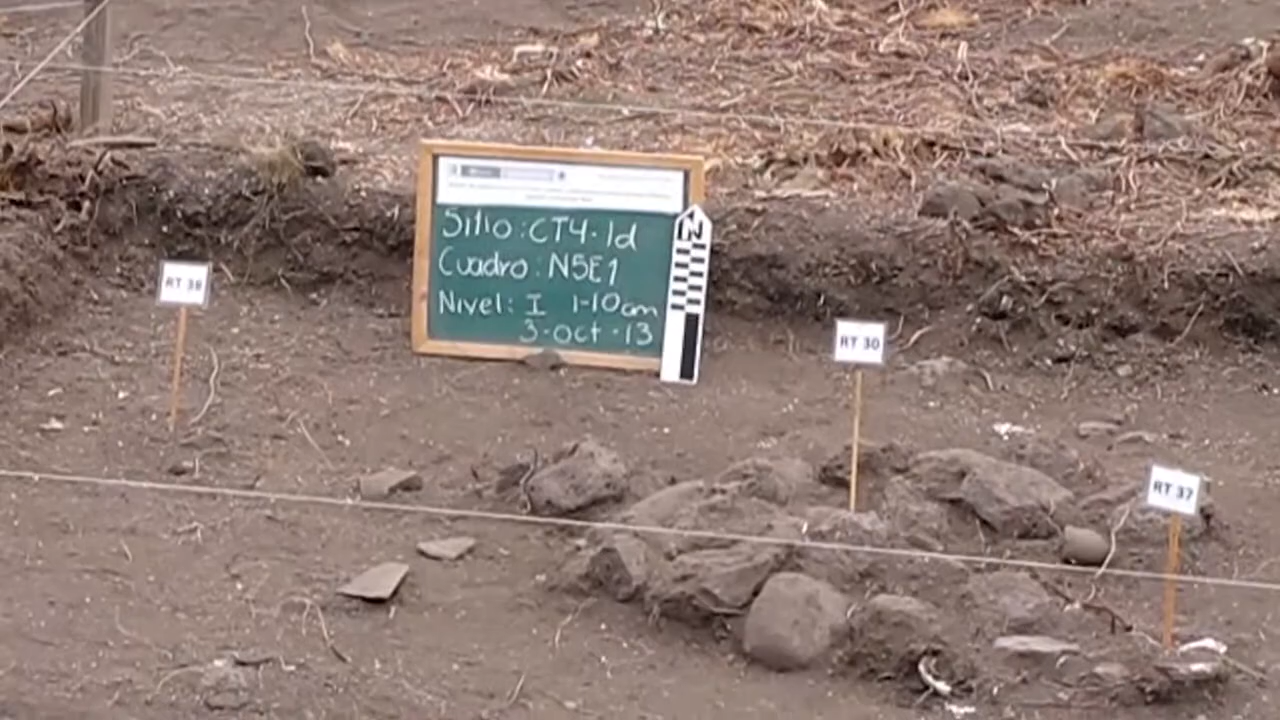 Sitio: CT4-1d
Cuadro: N5E1
Nivel: I 1-10cm
3-oct-13
N
RT 38
RT 30
RT 37